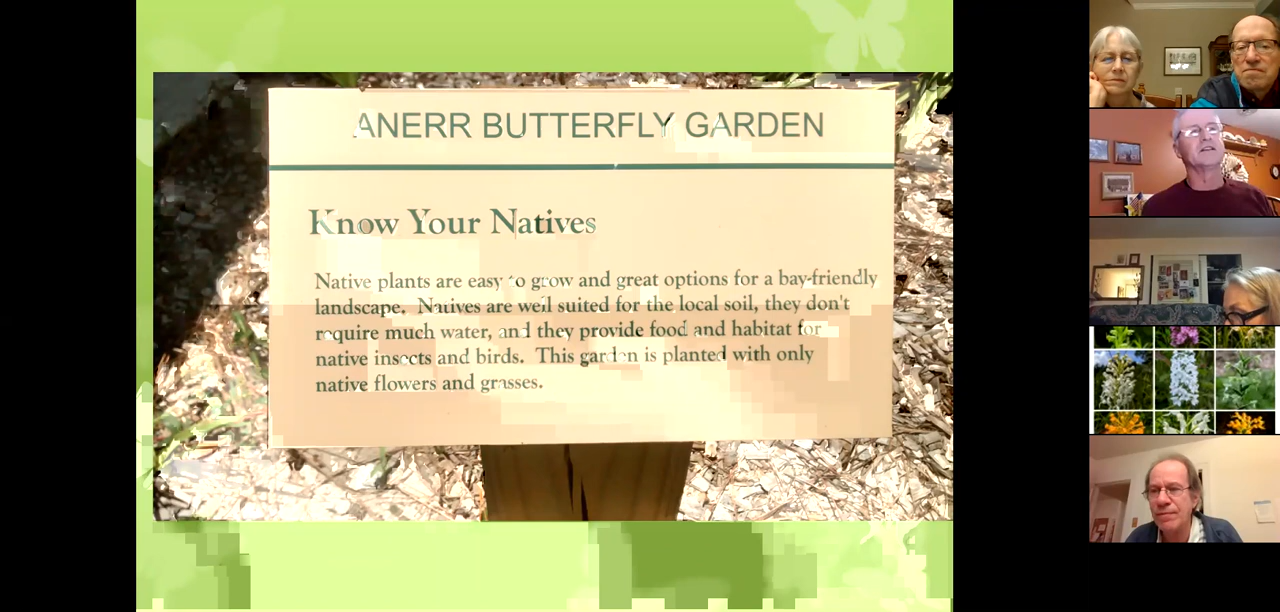 ANERR BUTTERFLY GARDEN
Know Your Natives
Native plants are easy to grow and great options for a bay-friendly
landscape. Natives are well suited for the local soil, they don't
require much water, and they provide food and habitat for
native insects and birds. This garden is planted with only
native flowers and grasses.